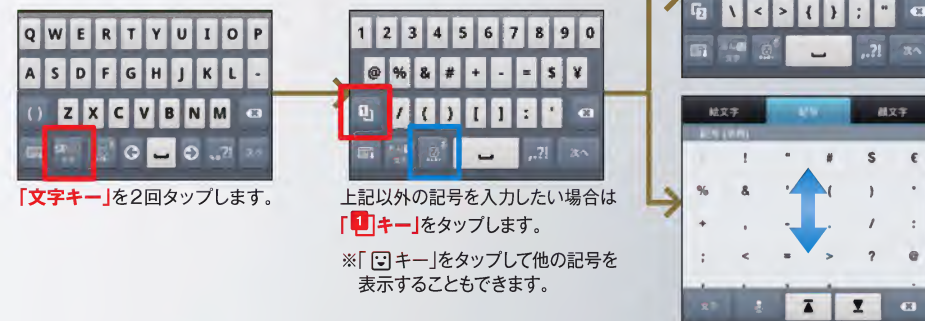 Q W E R T Y U I O P
A S D F G H J K L -
( ) Z X C V B N M
.,?!
「文字キー」を2回タップします。
1 2 3 4 5 6 7 8 9 0
@ % & # + - = $ ¥
1 / ( ) [ ] : '
.,?!
上記以外の記号を入力したい場合は
「1キー」をタップします。
※「キー」をタップして他の記号を
表示することもできます。
2 \ < > { } ; "
.,?! 次へ
絵文字 記号 顔文字
! " # $ €
% & ' ( ) *
+ , - . / :
; < = > ? @
文字